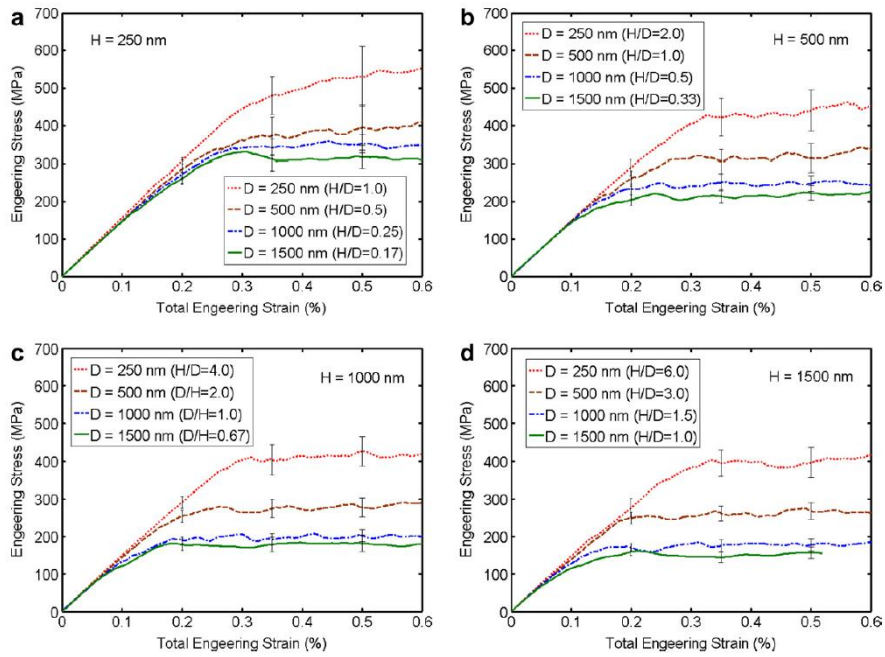 a
H = 250 nm
Engeering Stress (MPa)
700
600
500
400
300
200
100
0
D = 250 nm (H/D=1.0)
D = 500 nm (H/D=0.5)
D = 1000 nm (H/D=0.25)
D = 1500 nm (H/D=0.17)
0 0.1 0.2 0.3 0.4 0.5 0.6
Total Engeering Strain (%)
b
H = 500 nm
Engeering Stress (MPa)
700
600
500
400
300
200
100
0
D = 250 nm (H/D=2.0)
D = 500 nm (H/D=1.0)
D = 1000 nm (H/D=0.5)
D = 1500 nm (H/D=0.33)
0 0.1 0.2 0.3 0.4 0.5 0.6
Total Engeering Strain (%)
c
H = 1000 nm
Engeering Stress (MPa)
700
600
500
400
300
200
100
0
D = 250 nm (H/D=4.0)
D = 500 nm (D/H=2.0)
D = 1000 nm (D/H=1.0)
D = 1500 nm (D/H=0.67)
0 0.1 0.2 0.3 0.4 0.5 0.6
Total Engeering Strain (%)
d
H = 1500 nm
Engeering Stress (MPa)
700
600
500
400
300
200
100
0
D = 250 nm (H/D=6.0)
D = 500 nm (H/D=3.0)
D = 1000 nm (H/D=1.5)
D = 1500 nm (H/D=1.0)
0 0.1 0.2 0.3 0.4 0.5 0.6
Total Engeering Strain (%)